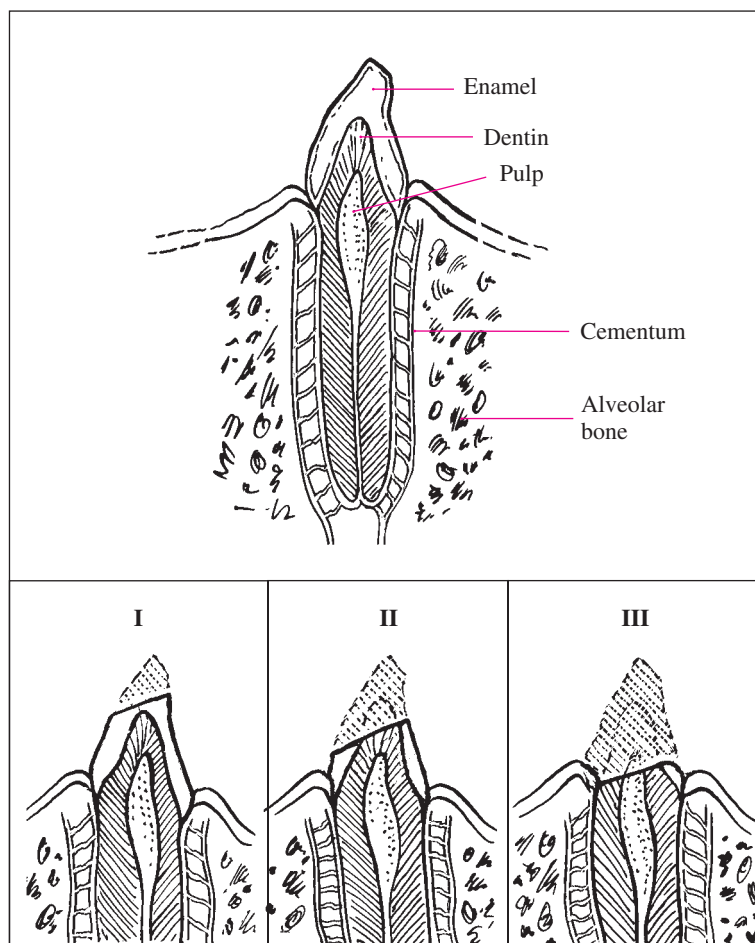 Enamel
Dentin
Pulp
Cementum
Alveolar
bone
I
II
III